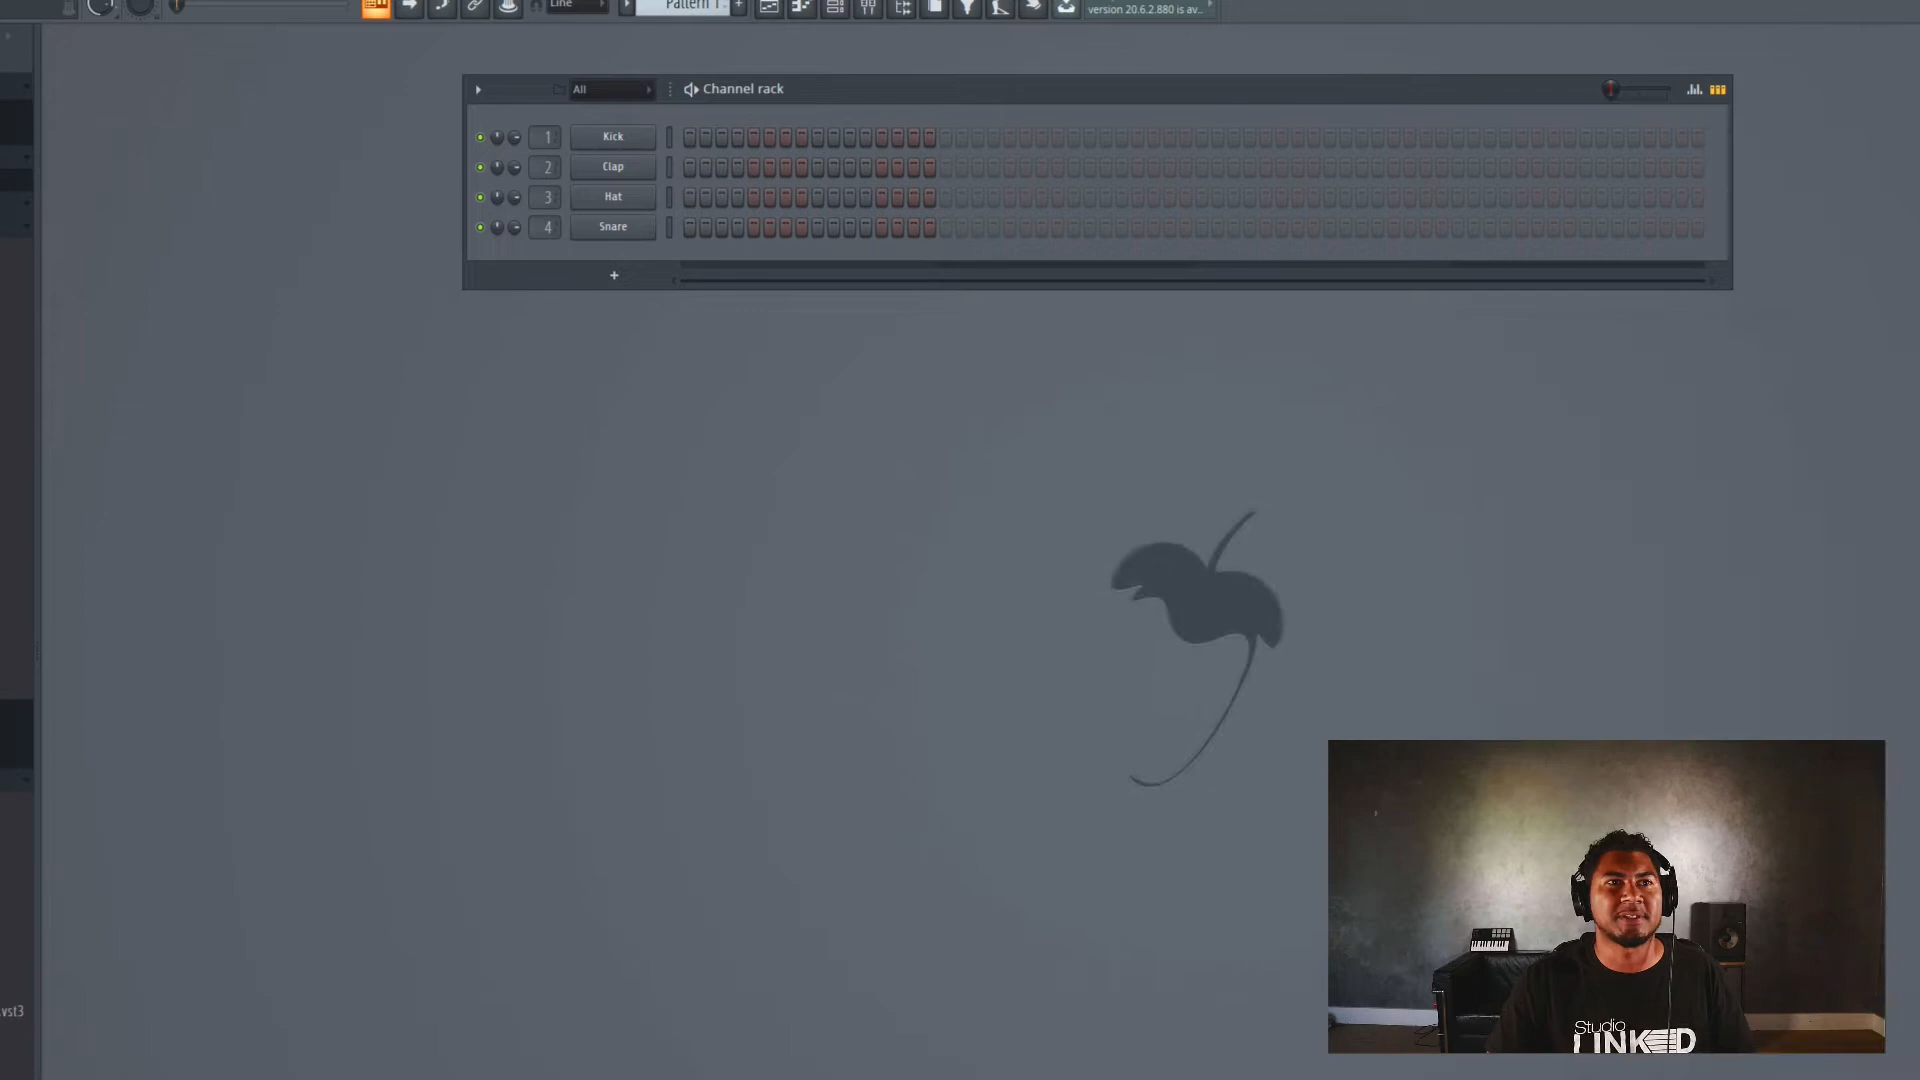 Line
Pattern 1
+
version 20.6.2.880 is av...
All
Channel rack
1 Kick
2 Clap
3 Hat
4 Snare
+
.vst3
Studio
LINKED